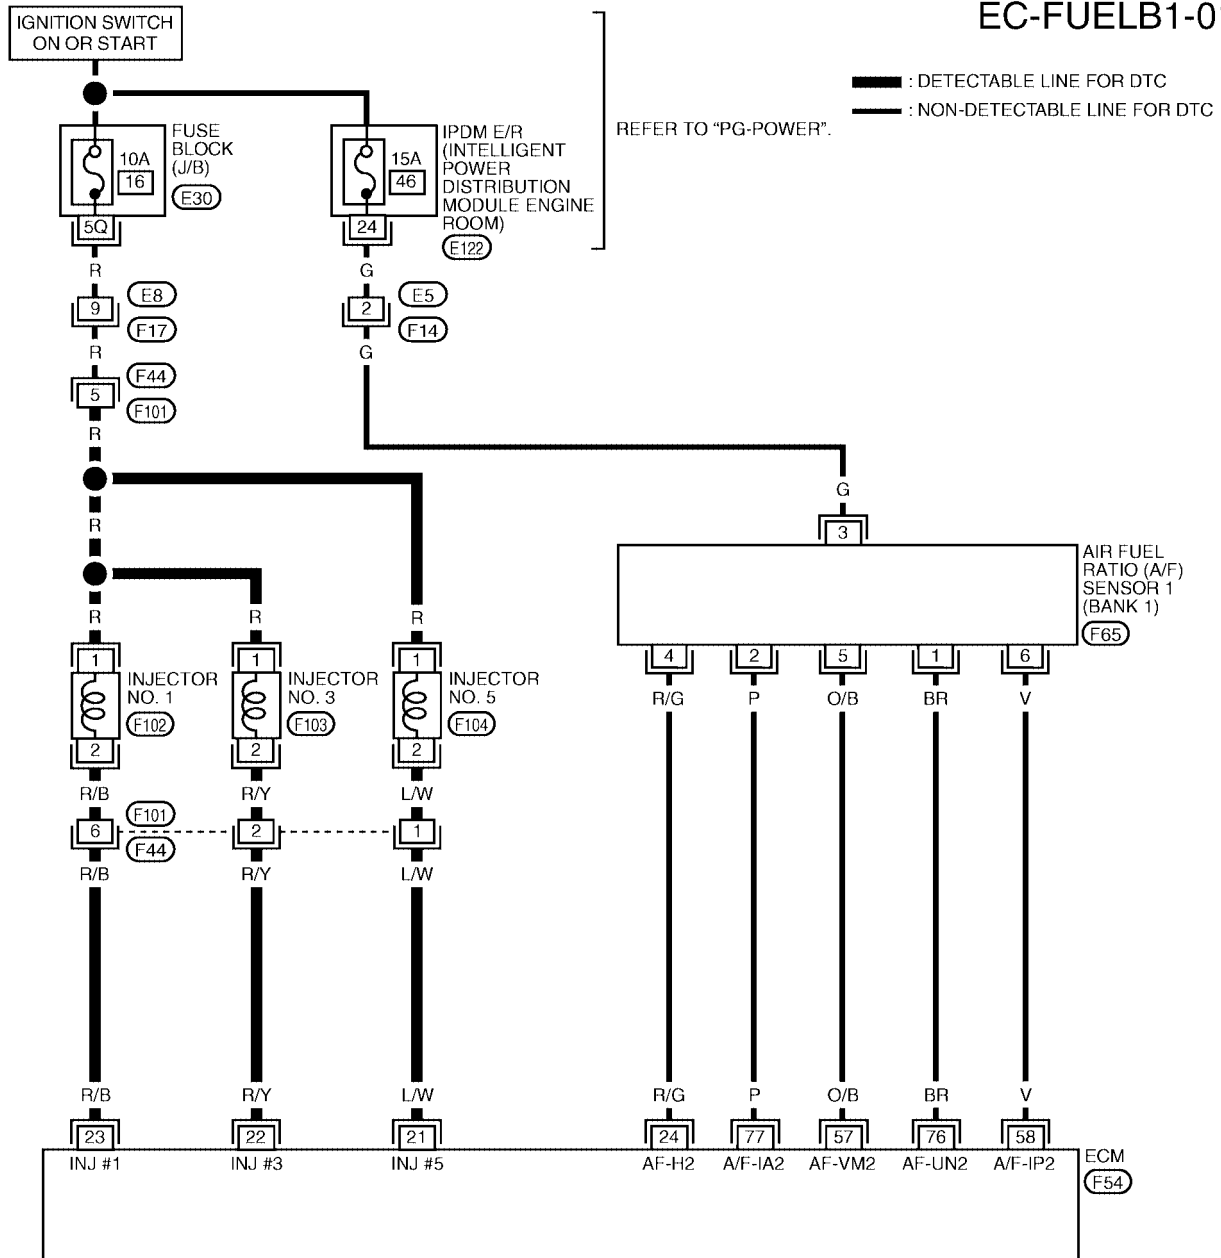 EC-FUELB1-0
IGNITION SWITCH
ON OR START
: DETECTABLE LINE FOR DTC
: NON-DETECTABLE LINE FOR DTC
REFER TO “PG-POWER”.
10A
16
FUSE
BLOCK
(J/B)
E30
15A
46
IPDM E/R
(INTELLIGENT
POWER
DISTRIBUTION
MODULE ENGINE
ROOM)
E122
5Q
24
R
G
9
E8
F17
2
E5
F14
R
G
5
F44
F101
R
G
R
3
AIR FUEL
RATIO (A/F)
SENSOR 1
(BANK 1)
F65
R
R
R
1
1
1
4
2
5
1
6
INJECTOR
NO. 1
F102
INJECTOR
NO. 3
F103
INJECTOR
NO. 5
F104
R/G
P
O/B
BR
V
2
2
2
R/B
R/Y
L/W
6
F101
F44
2
1
R/B
R/Y
L/W
R/B
R/Y
L/W
R/G
P
O/B
BR
V
23
22
21
24
77
57
76
58
INJ #1
INJ #3
INJ #5
AF-H2
A/F-IA2
AF-VM2
AF-UN2
A/F-IP2
ECM
F54